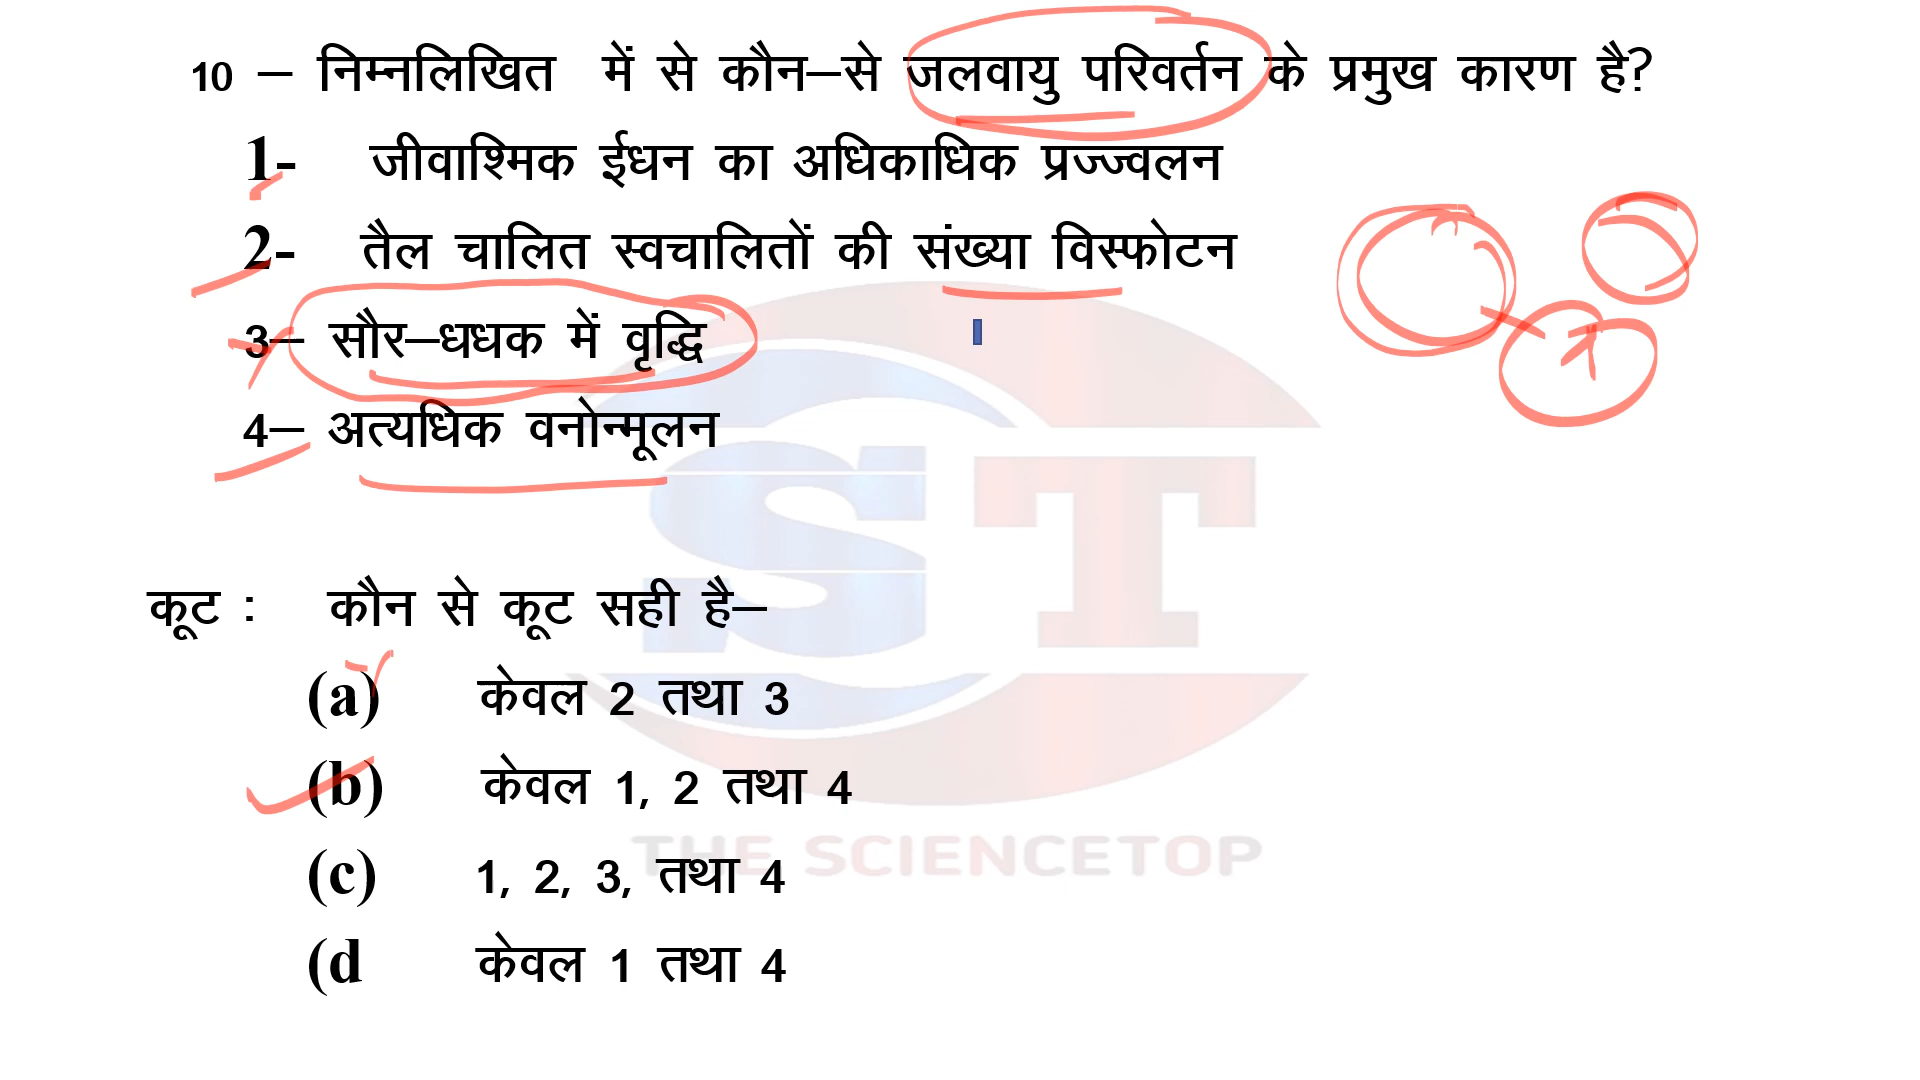 10 – निम्नलिखित में से कौन–से जलवायु परिवर्तन के प्रमुख कारण है?
1- जीवाश्मिक ईधन का अधिकाधिक प्रज्ज्वलन
2- तैल चालित स्वचालितों की संख्या विस्फोटन
3– सौर–धधक में वृद्धि
4– अत्यधिक वनोन्मूलन
ST
कूट : कौन से कूट सही है–
(a) केवल 2 तथा 3
(b) केवल 1, 2 तथा 4
THE SCIENCETOP
(c) 1, 2, 3, तथा 4
(d केवल 1 तथा 4